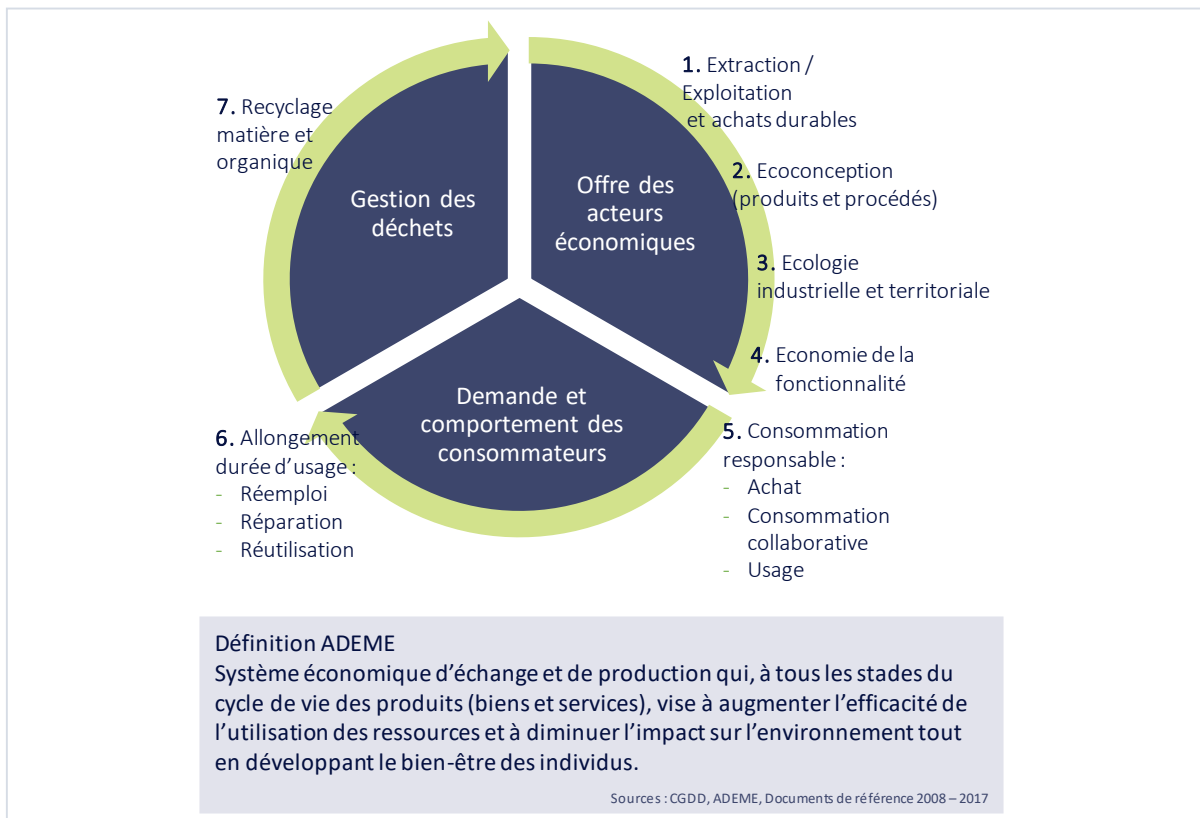 1. Extraction /
Exploitation
et achats durables
2. Ecoconception
(produits et procédés)
3. Ecologie
industrielle et territoriale
4. Economie de la
fonctionnalité
Offre des
acteurs
économiques
5. Consommation
responsable :
- Achat
- Consommation
collaborative
- Usage
Demande et
comportement des
consommateurs
6. Allongement
durée d’usage :
- Réemploi
- Réparation
- Réutilisation
7. Recyclage
matière et
organique
Gestion des
déchets
Définition ADEME
Système économique d’échange et de production qui, à tous les stades du
cycle de vie des produits (biens et services), vise à augmenter l’efficacité de
l’utilisation des ressources et à diminuer l’impact sur l’environnement tout
en développant le bien-être des individus.
Sources : CGDD, ADEME, Documents de référence 2008 – 2017